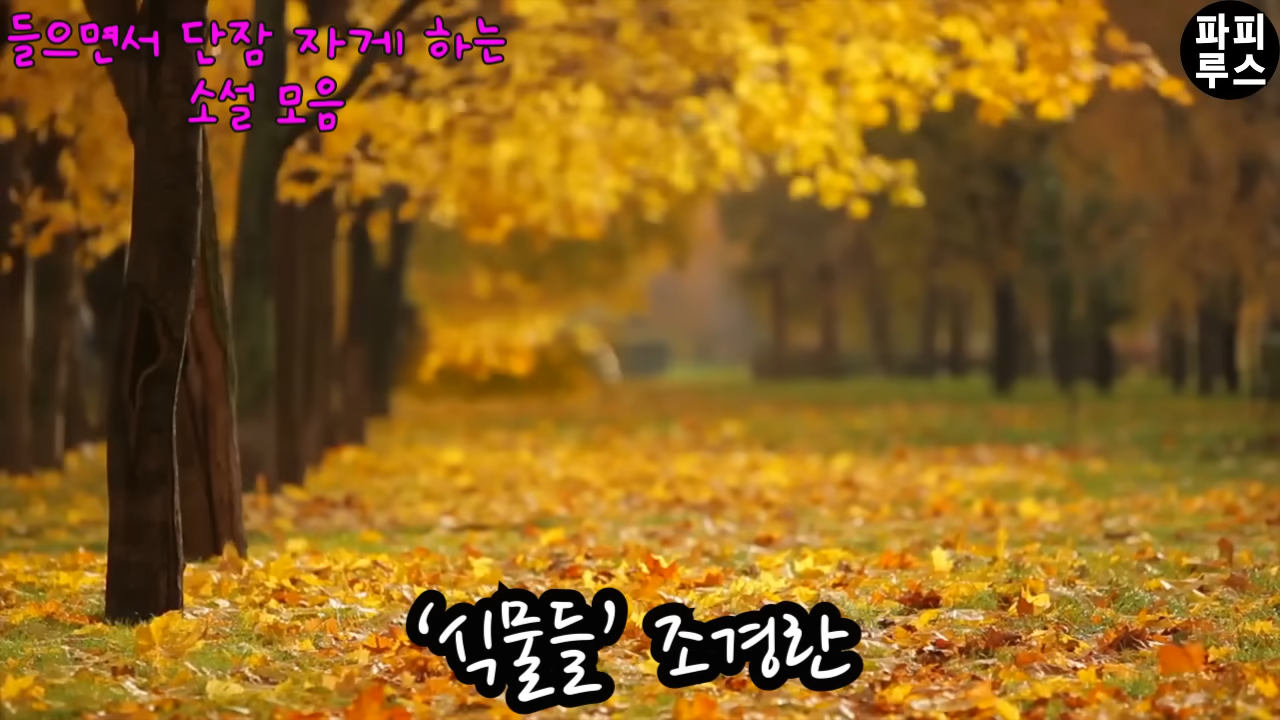 들으면서 단잠 자게 하는
소설 모음
파피
루스
‘식물들’ 조경란